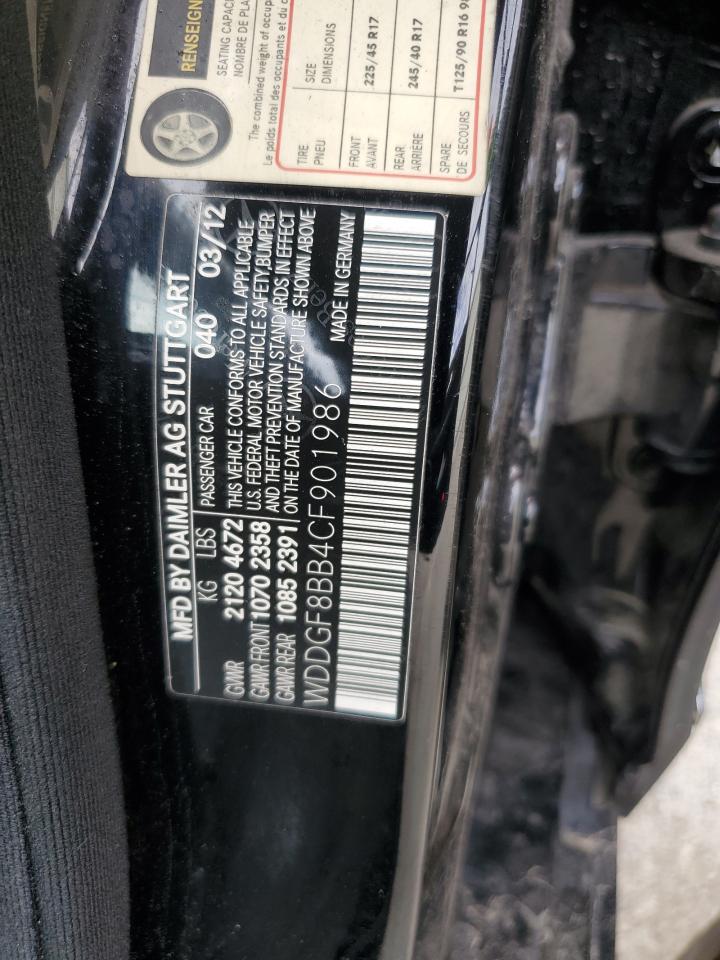 RENSEIGN
SEATING CAPAC
NOMBRE DE PLA
The combined weight of occup
Le poids total des occupants et du c
TIRE SIZE
PNEU DIMENSIONS
FRONT 225/45 R17
AVANT
REAR 245/40 R17
ARRIÈRE
SPARE T125/90 R16 98
DE SECOURS
MFD BY DAIMLER AG STUTTGART
KG LBS PASSENGER CAR 040 03/12
GVWR 2120 4672 THIS VEHICLE CONFORMS TO ALL APPLICABLE
GAWR FRONT 1070 2358 U.S. FEDERAL MOTOR VEHICLE SAFETY,BUMPER
GAWR REAR 1085 2391 AND THEFT PREVENTION STANDARDS IN EFFECT
ON THE DATE OF MANUFACTURE SHOWN ABOVE
WDDGF8BB4CF901986 MADE IN GERMANY